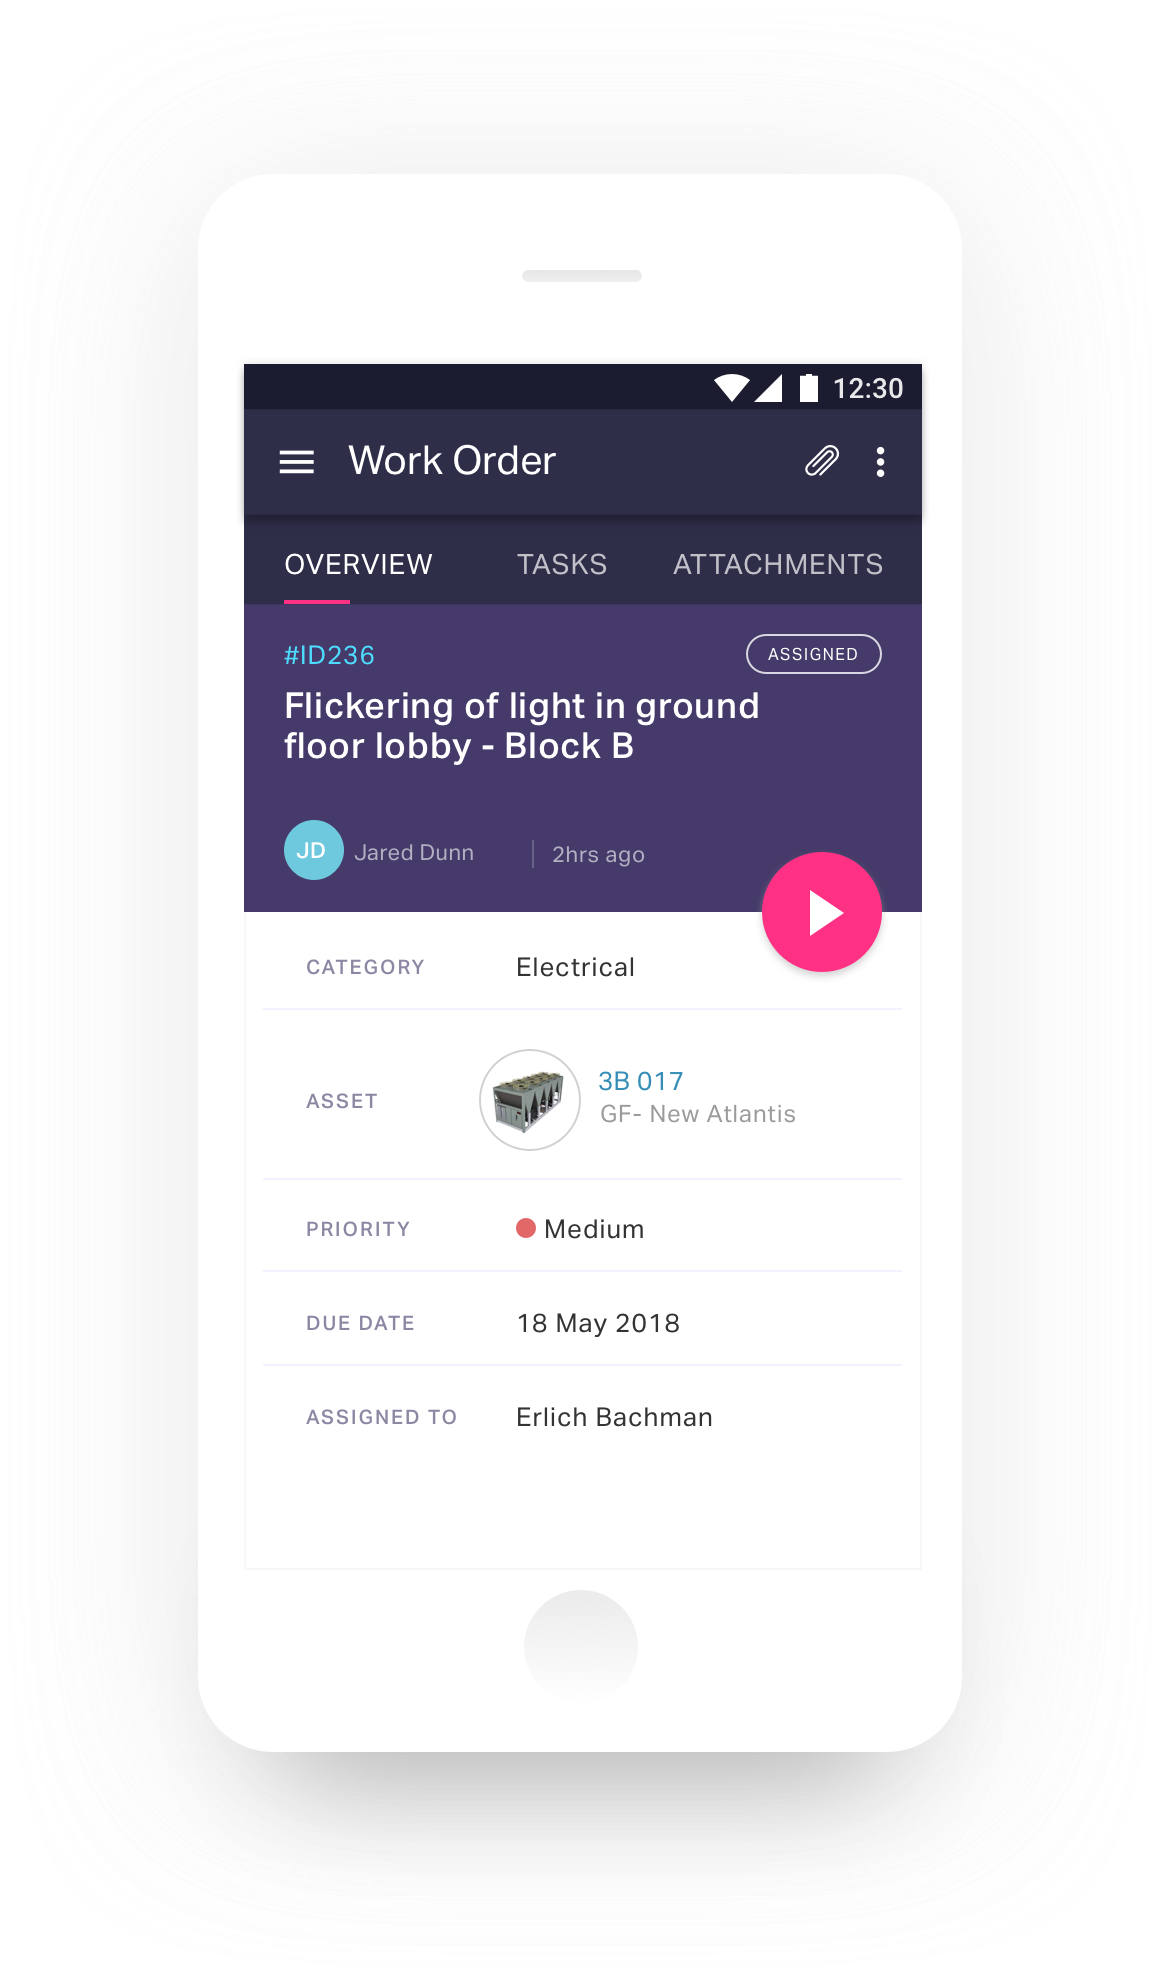 12:30
Work Order
OVERVIEW TASKS ATTACHMENTS
#ID236 ASSIGNED
Flickering of light in ground
floor lobby - Block B
JD Jared Dunn 2hrs ago
CATEGORY Electrical
3B 017
ASSET
GF- New Atlantis
PRIORITY Medium
DUE DATE 18 May 2018
ASSIGNED TO Erlich Bachman